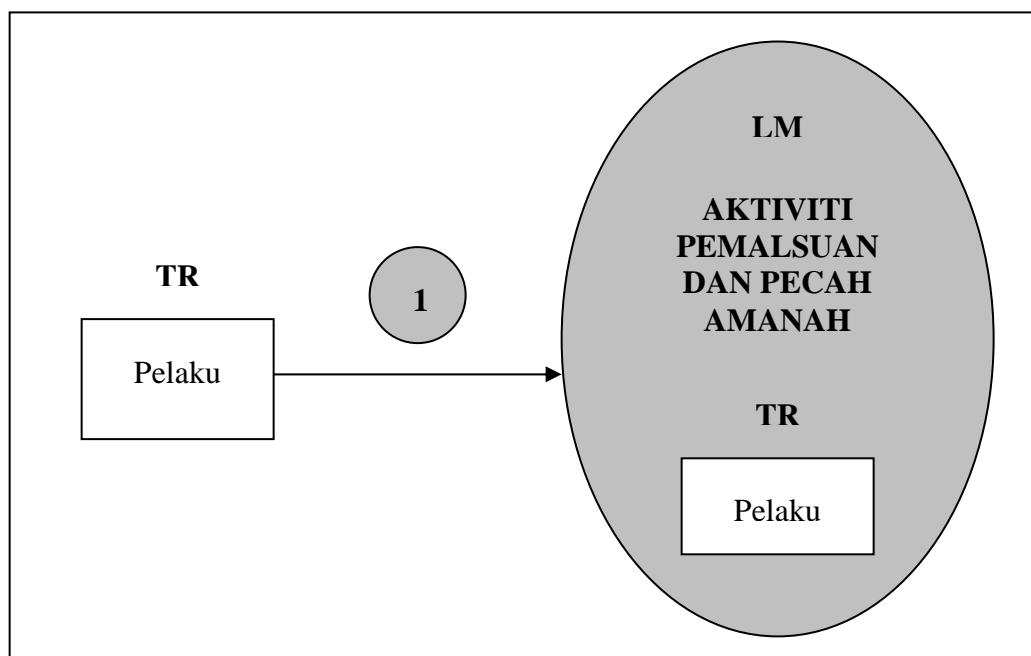 TR
Pelaku
1
LM
AKTIVITI
PEMALSUAN
DAN PECAH
AMANAH
TR
Pelaku